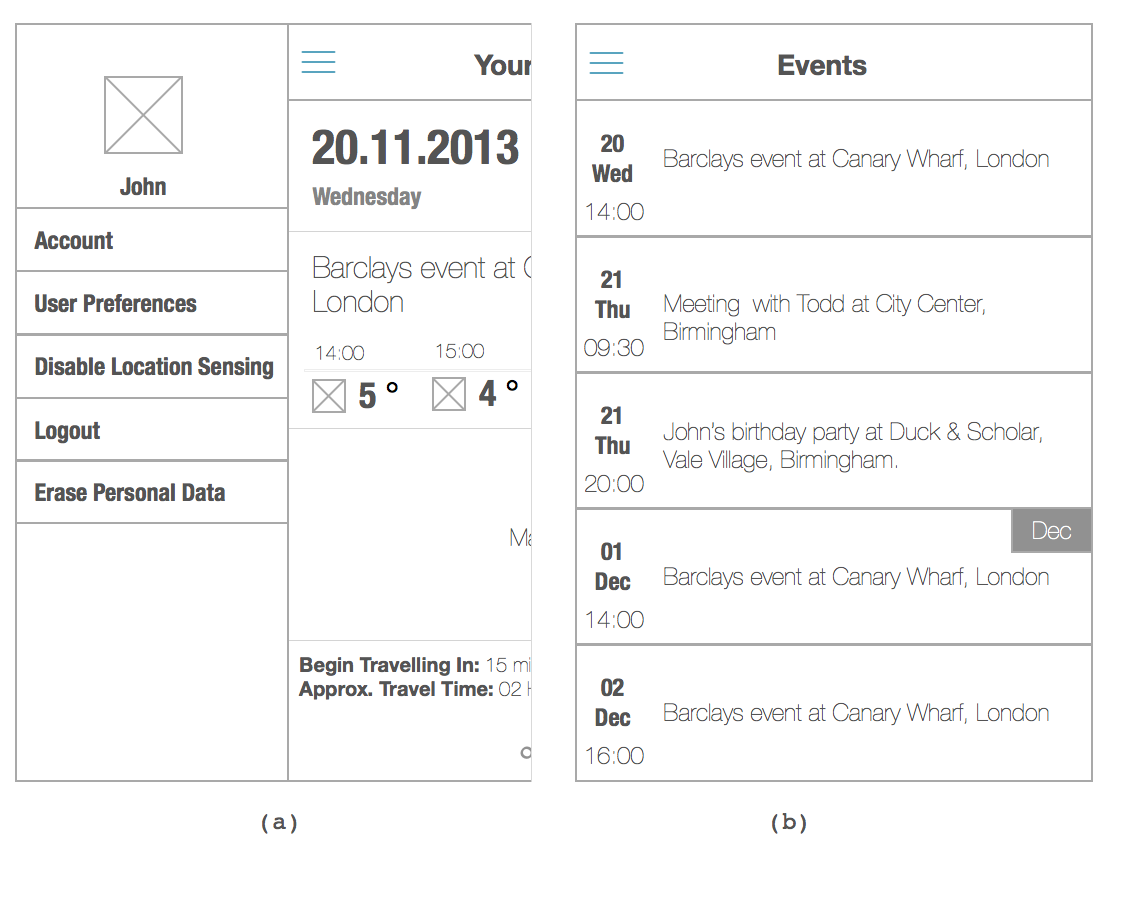 John
Account
User Preferences
Disable Location Sensing
Logout
Erase Personal Data
Your
20.11.2013
Wednesday
Barclays event at C
London
14:00 15:00
5 ° 4 °
Ma
Begin Travelling In: 15 mi
Approx. Travel Time: 02 H
(a)
Events
20
Wed
14:00
Barclays event at Canary Wharf, London
21
Thu
09:30
Meeting with Todd at City Center,
Birmingham
21
Thu
20:00
John's birthday party at Duck & Scholar,
Vale Village, Birmingham.
Dec
01
Dec
14:00
Barclays event at Canary Wharf, London
02
Dec
16:00
Barclays event at Canary Wharf, London
(b)